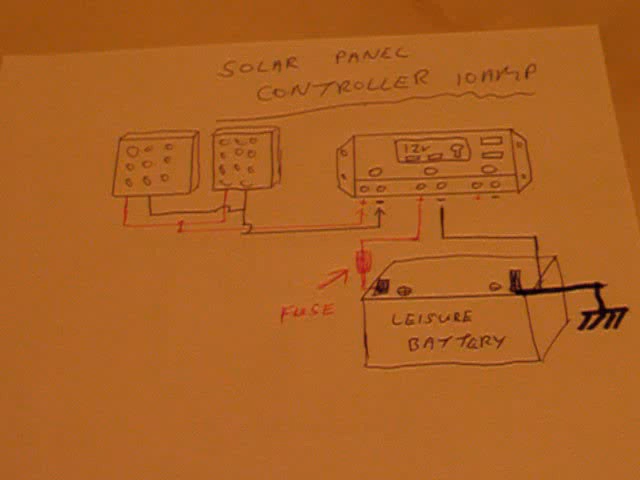 SOLAR PANEL
CONTROLLER 10AMP
12V
+ - + - + -
FUSE
LEISURE
BATTERY